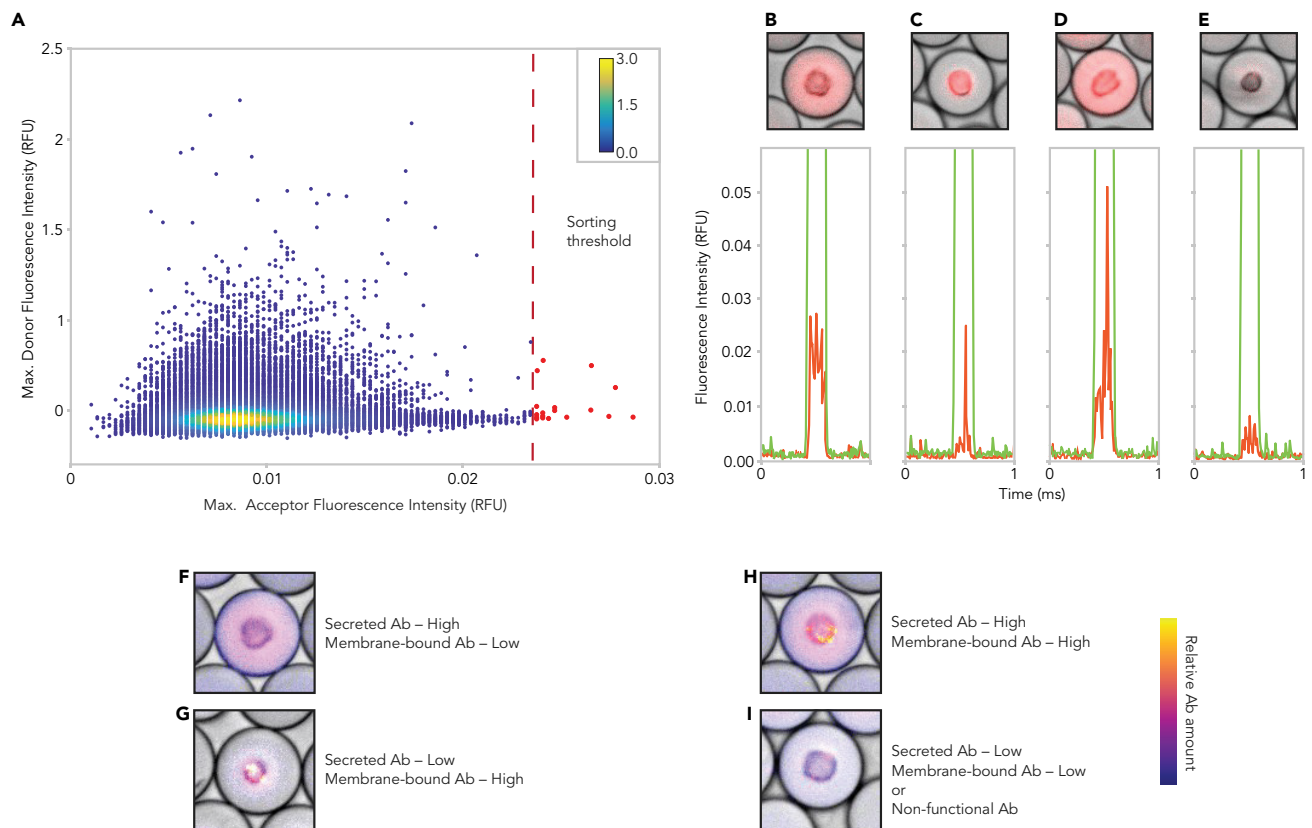 A
2.5
2
1.5
1
0
Max. Donor Fluorescence Intensity (RFU)
3.0
1.5
0.0
Sorting
threshold
0
0.01
0.02
0.03
Max. Acceptor Fluorescence Intensity (RFU)
B
C
D
E
0.05
0.04
0.03
0.02
0.01
0.00
Fluorescence Intensity (RFU)
0
0
1
0
1
0
1
Time (ms)
F
Secreted Ab – High
Membrane-bound Ab – Low
G
Secreted Ab – Low
Membrane-bound Ab – High
H
Secreted Ab – High
Membrane-bound Ab – High
I
Secreted Ab – Low
Membrane-bound Ab – Low
or
Non-functional Ab
Relative Ab amount